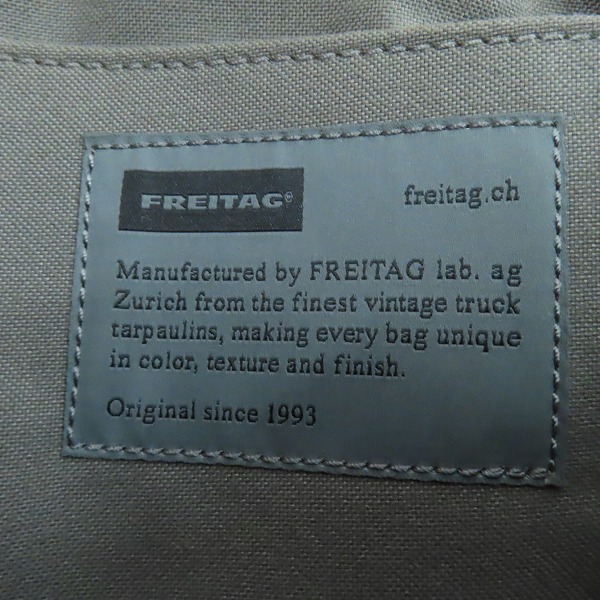 FREITAG®
freitag.ch
Manufactured by FREITAG lab. ag
Zurich from the finest vintage truck
tarpaulins, making every bag unique
in color, texture and finish.
Original since 1993